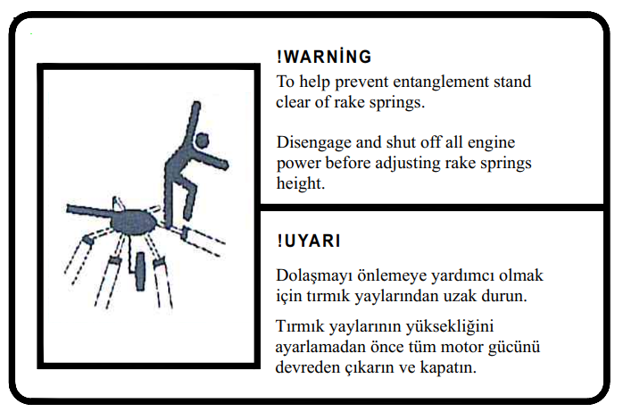 !WARNİNG
To help prevent entanglement stand
clear of rake springs.
Disengage and shut off all engine
power before adjusting rake springs
height.
!UYARI
Dolaşmayı önlemeye yardımcı olmak
için tırmık yaylarından uzak durun.
Tırmık yaylarının yüksekliğini
ayarlamadan önce tüm motor gücünü
devreden çıkarın ve kapatın.